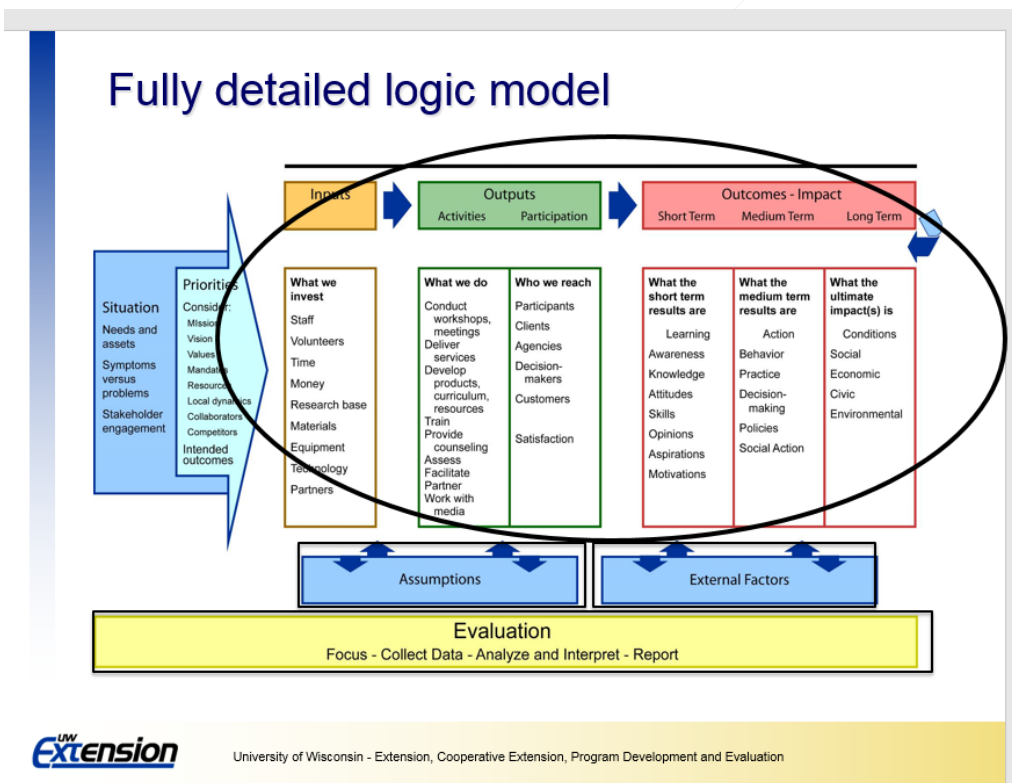 Fully detailed logic model
Inputs
Outputs
Activities Participation
Outcomes - Impact
Short Term Medium Term Long Term
Situation
Needs and
assets
Symptoms
versus
problems
Stakeholder
engagement
Priorities
Consider:
MIssion
Vision
Values
Mandates
Resources
Local dynamics
Collaborators
Competitors
Intended
outcomes
What we
invest
Staff
Volunteers
Time
Money
Research base
Materials
Equipment
Technology
Partners
What we do
Conduct
workshops,
meetings
Deliver
services
Develop
products,
curriculum,
resources
Train
Provide
counseling
Assess
Facilitate
Partner
Work with
media
Who we reach
Participants
Clients
Agencies
Decision-
makers
Customers
Satisfaction
What the
short term
results are
Learning
Awareness
Knowledge
Attitudes
Skills
Opinions
Aspirations
Motivations
What the
medium term
results are
Action
Behavior
Practice
Decision-
making
Policies
Social Action
What the
ultimate
impact(s) is
Conditions
Social
Economic
Civic
Environmental
Assumptions
External Factors
Evaluation
Focus - Collect Data - Analyze and Interpret - Report
UW
Extension
University of Wisconsin - Extension, Cooperative Extension, Program Development and Evaluation